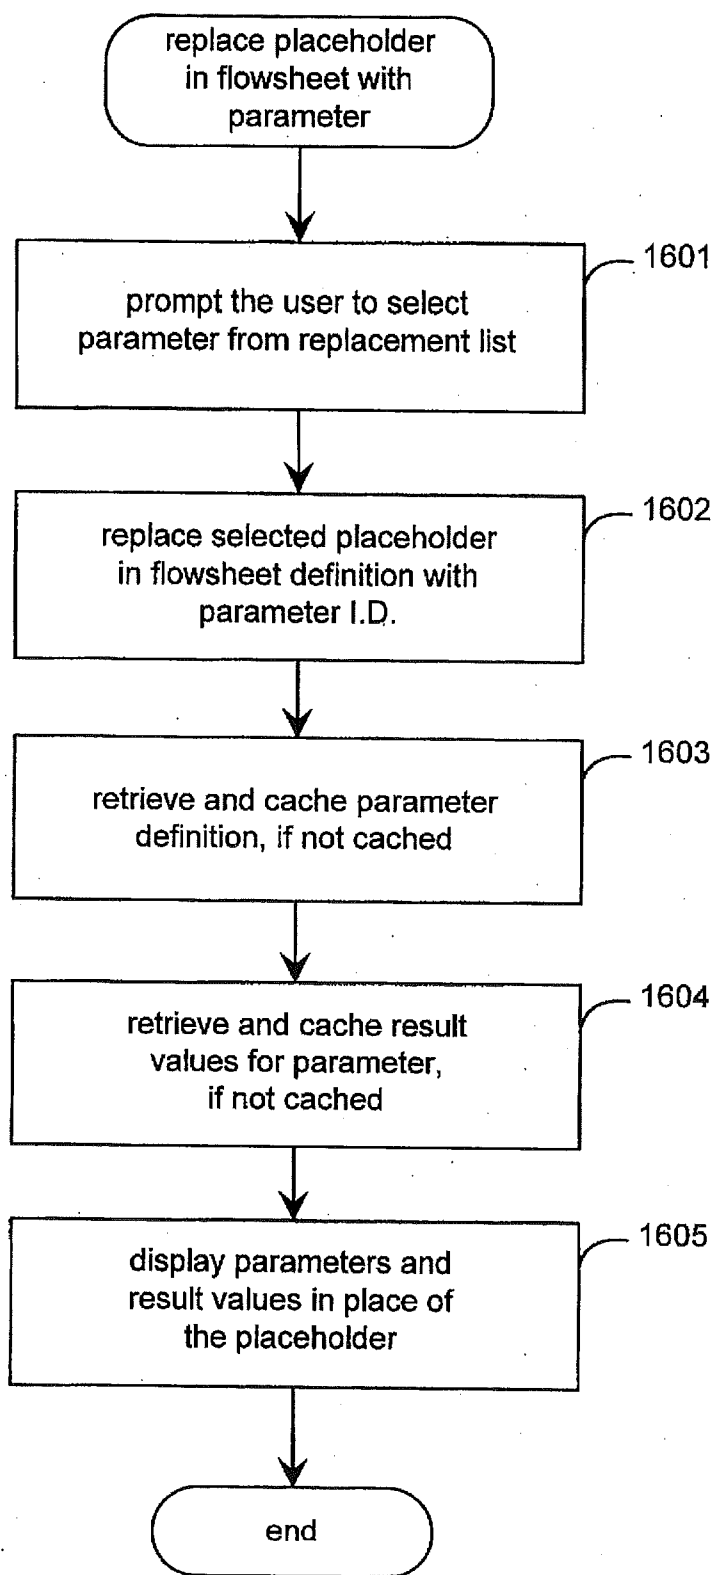 replace placeholder
in flowsheet with
parameter
1601
prompt the user to select
parameter from replacement list
1602
replace selected placeholder
in flowsheet definition with
parameter I.D.
1603
retrieve and cache parameter
definition, if not cached
1604
retrieve and cache result
values for parameter,
if not cached
1605
display parameters and
result values in place of
the placeholder
end